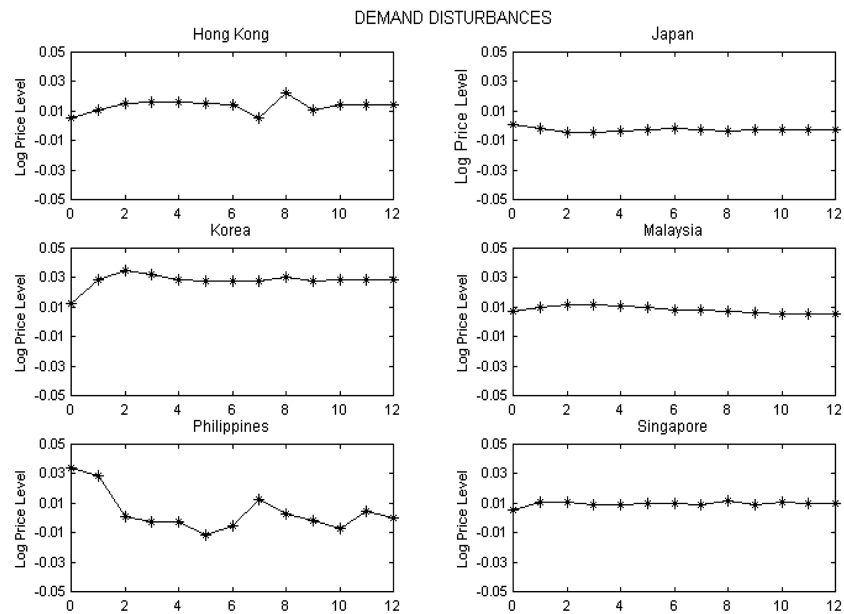 DEMAND DISTURBANCES
Hong Kong
Log Price Level
0.05
0.03
0.01
-0.01
-0.03
-0.05
0 2 4 6 8 10 12
Japan
Log Price Level
0.05
0.03
0.01
-0.01
-0.03
-0.05
0 2 4 6 8 10 12
Korea
Log Price Level
0.05
0.03
0.01
-0.01
-0.03
-0.05
0 2 4 6 8 10 12
Malaysia
Log Price Level
0.05
0.03
0.01
-0.01
-0.03
-0.05
0 2 4 6 8 10 12
Philippines
Log Price Level
0.05
0.03
0.01
-0.01
-0.03
-0.05
0 2 4 6 8 10 12
Singapore
Log Price Level
0.05
0.03
0.01
-0.01
-0.03
-0.05
0 2 4 6 8 10 12